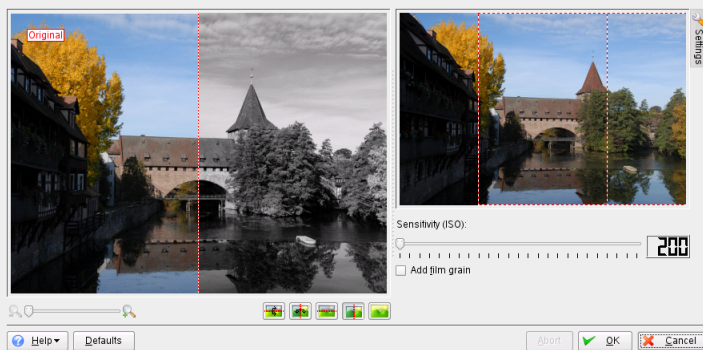 Original
Settings
Sensitivity (ISO):
200
Add film grain
Help
Defaults
Abort
OK
Cancel